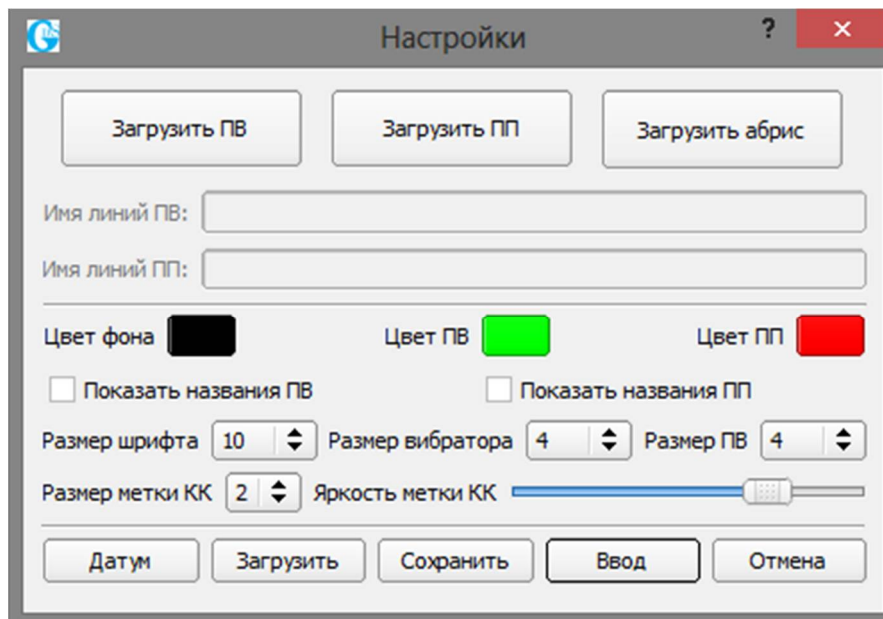 Настройки ?
Загрузить ПВ Загрузить ПП Загрузить абрис
Имя линий ПВ:
Имя линий ПП:
Цвет фона Цвет ПВ Цвет ПП
Показать названия ПВ Показать названия ПП
Размер шрифта 10 Размер вибратора 4 Размер ПВ 4
Размер метки КК 2 Яркость метки КК
Датум Загрузить Сохранить Ввод Отмена